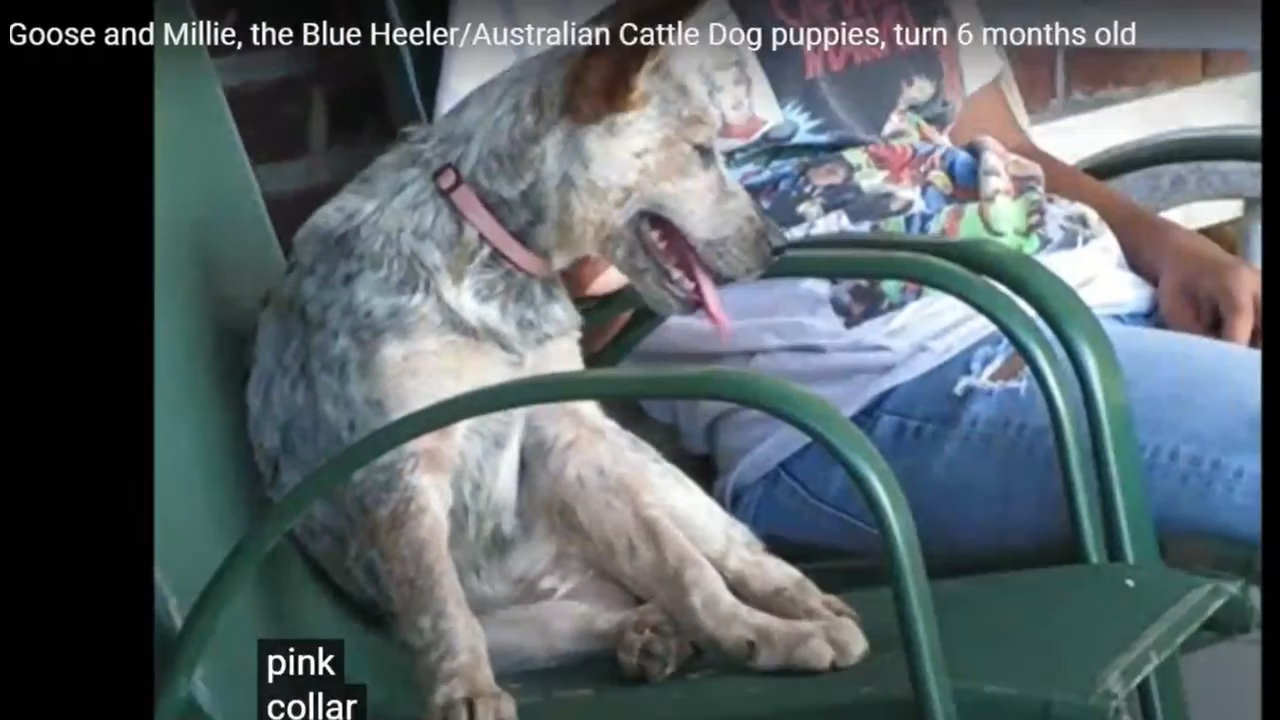 Goose and Millie, the Blue Heeler/Australian Cattle Dog puppies, turn 6 months old
pink
collar